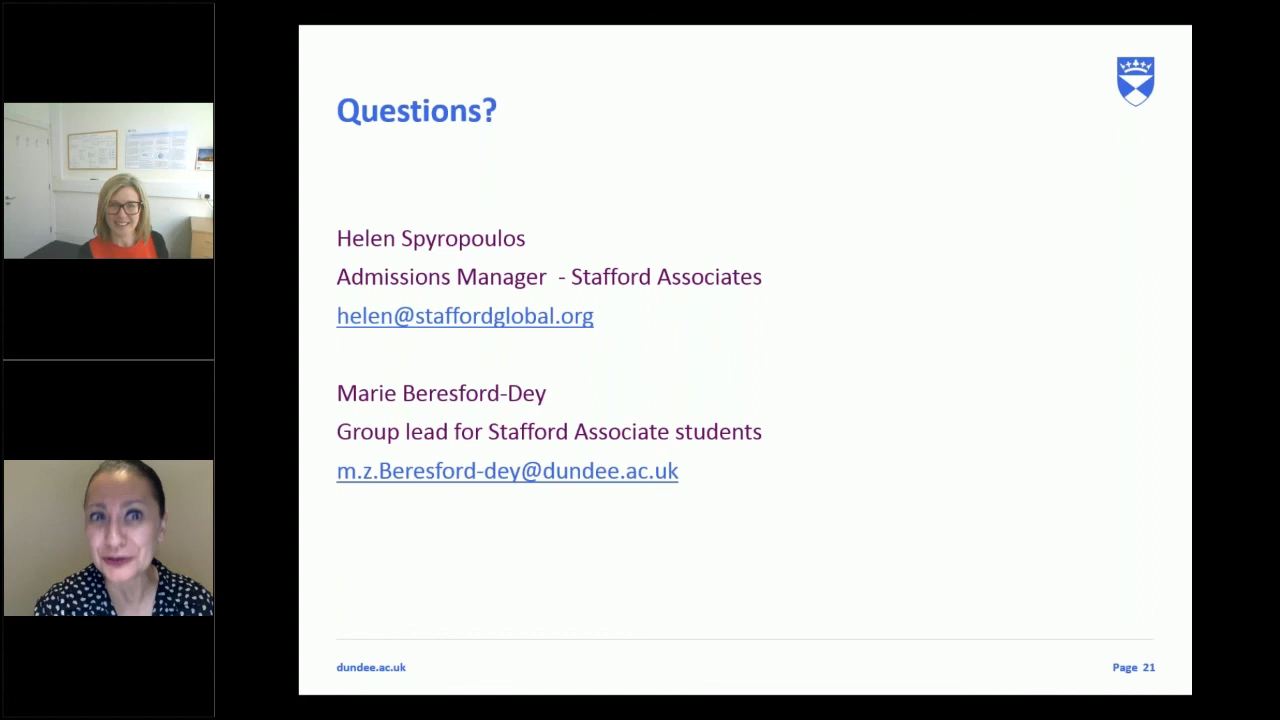 Questions?
Helen Spyropoulos
Admissions Manager - Stafford Associates
helen@staffordglobal.org
Marie Beresford-Dey
Group lead for Stafford Associate students
m.z.Beresford-dey@dundee.ac.uk
dundee.ac.uk
Page 21